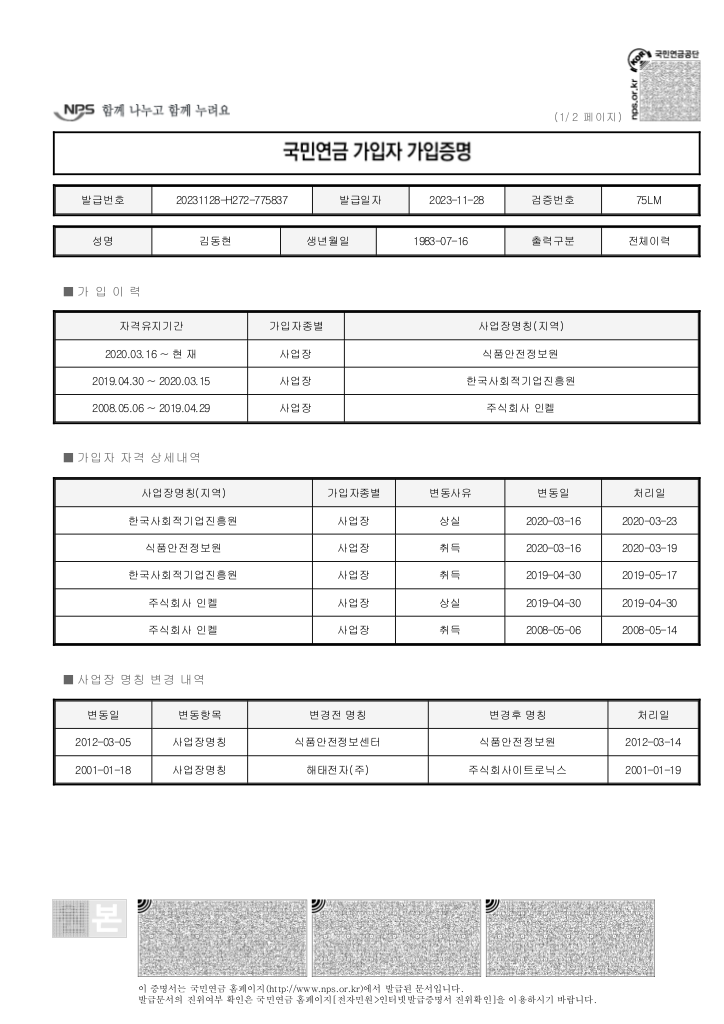 국민연금공단
KOR
nps.or.kr
NPS 함께 나누고 함께 누려요
(1/2 페이지)
국민연금 가입자 가입증명
발급번호 20231128-H272-775837 발급일자 2023-11-28 검증번호 75LM
성명 김동현 생년월일 1983-07-16 출력구분 전체이력
■ 가 입 이 력
자격유지기간 가입자종별 사업장명칭(지역)
2020.03.16 ~ 현 재 사업장 식품안전정보원
2019.04.30 ~ 2020.03.15 사업장 한국사회적기업진흥원
2008.05.06 ~ 2019.04.29 사업장 주식회사 인켈
■ 가입자 자격 상세내역
사업장명칭(지역) 가입자종별 변동사유 변동일 처리일
한국사회적기업진흥원 사업장 상실 2020-03-16 2020-03-23
식품안전정보원 사업장 취득 2020-03-16 2020-03-19
한국사회적기업진흥원 사업장 취득 2019-04-30 2019-05-17
주식회사 인켈 사업장 상실 2019-04-30 2019-04-30
주식회사 인켈 사업장 취득 2008-05-06 2008-05-14
■ 사업장 명칭 변경 내역
변동일 변동항목 변경전 명칭 변경후 명칭 처리일
2012-03-05 사업장명칭 식품안전정보센터 식품안전정보원 2012-03-14
2001-01-18 사업장명칭 해태전자(주) 주식회사이트로닉스 2001-01-19
본
이 증명서는 국민연금 홈페이지(http://www.nps.or.kr)에서 발급된 문서입니다.
발급문서의 진위여부 확인은 국민연금 홈페이지[전자민원>인터넷발급증명서 진위확인]을 이용하시기 바랍니다.